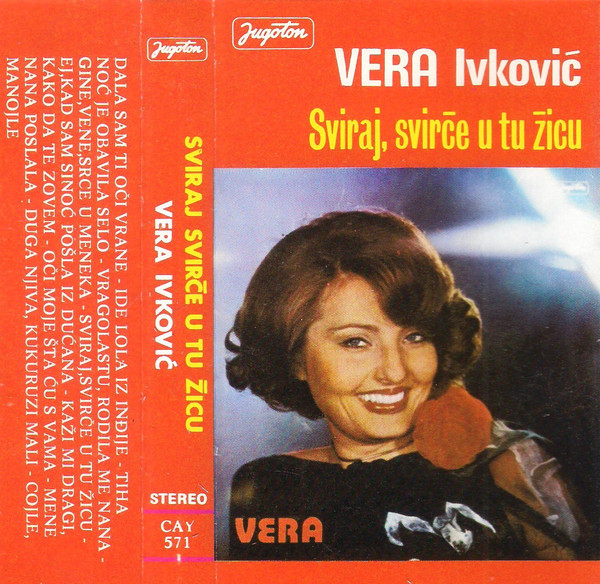 DALA SAM TI OČI VRANE - IDE LOLA IZ INĐIJE - TIHA
NOĆ JE OBAVILA SELO - VRAGOLASTU, RODILA ME NANA -
GINE,VENE,SRCE U MENEKA - SVIRAJ,SVIRČE U TU ŽICU -
EJ,KAD SAM SINOĆ POŠLA IZ DUĆANA - KAŽI MI DRAGI,
KAKO DA TE ZOVEM - OČI MOJE ŠTA ĆU S VAMA - MENE
NANA POSLALA - DUGA NJIVA, KUKURUZI MALI - COJLE,
MANOJLE
Jugoton
SVIRAJ SVIRČE U TU ŽICU
VERA IVKOVIĆ
STEREO
CAY
571
Jugoton
VERA Ivković
Sviraj, svirče u tu žicu
Jugoton
VERA